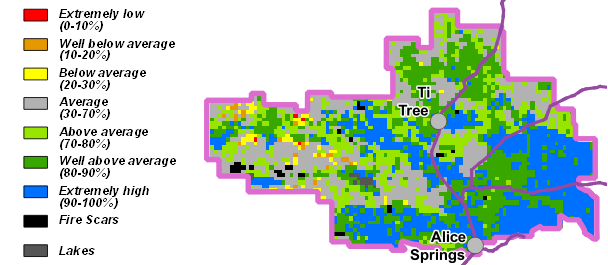 Extremely low
(0-10%)
Well below average
(10-20%)
Below average
(20-30%)
Average
(30-70%)
Above average
(70-80%)
Well above average
(80-90%)
Extremely high
(90-100%)
Fire Scars
Lakes
Ti
Tree
Alice
Springs